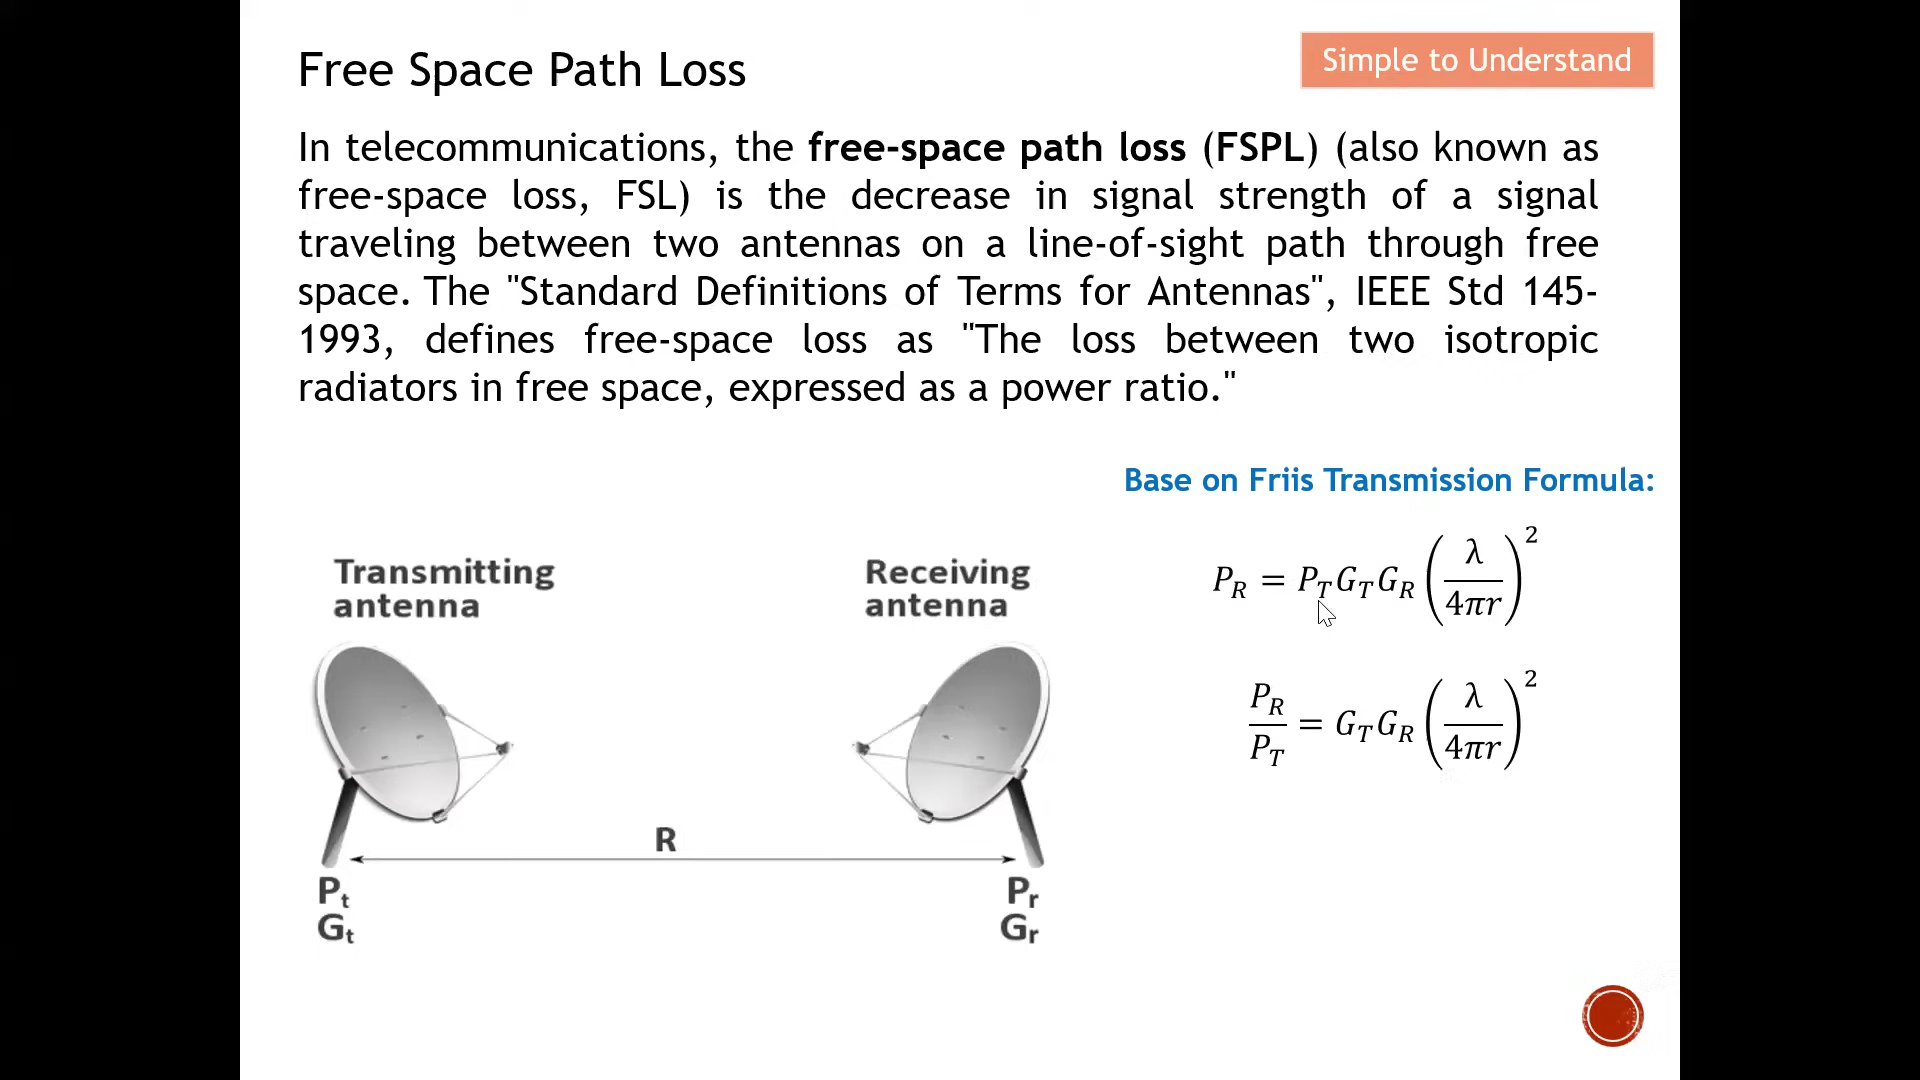 Free Space Path Loss
Simple to Understand
In telecommunications, the free-space path loss (FSPL) (also known as
free-space loss, FSL) is the decrease in signal strength of a signal
traveling between two antennas on a line-of-sight path through free
space. The "Standard Definitions of Terms for Antennas", IEEE Std 145-
1993, defines free-space loss as "The loss between two isotropic
radiators in free space, expressed as a power ratio."
Base on Friis Transmission Formula:
P_R = P_T G_T G_R (λ / 4πr)^2
P_R / P_T = G_T G_R (λ / 4πr)^2
Transmitting
antenna
Receiving
antenna
R
P_t
G_t
P_r
G_r